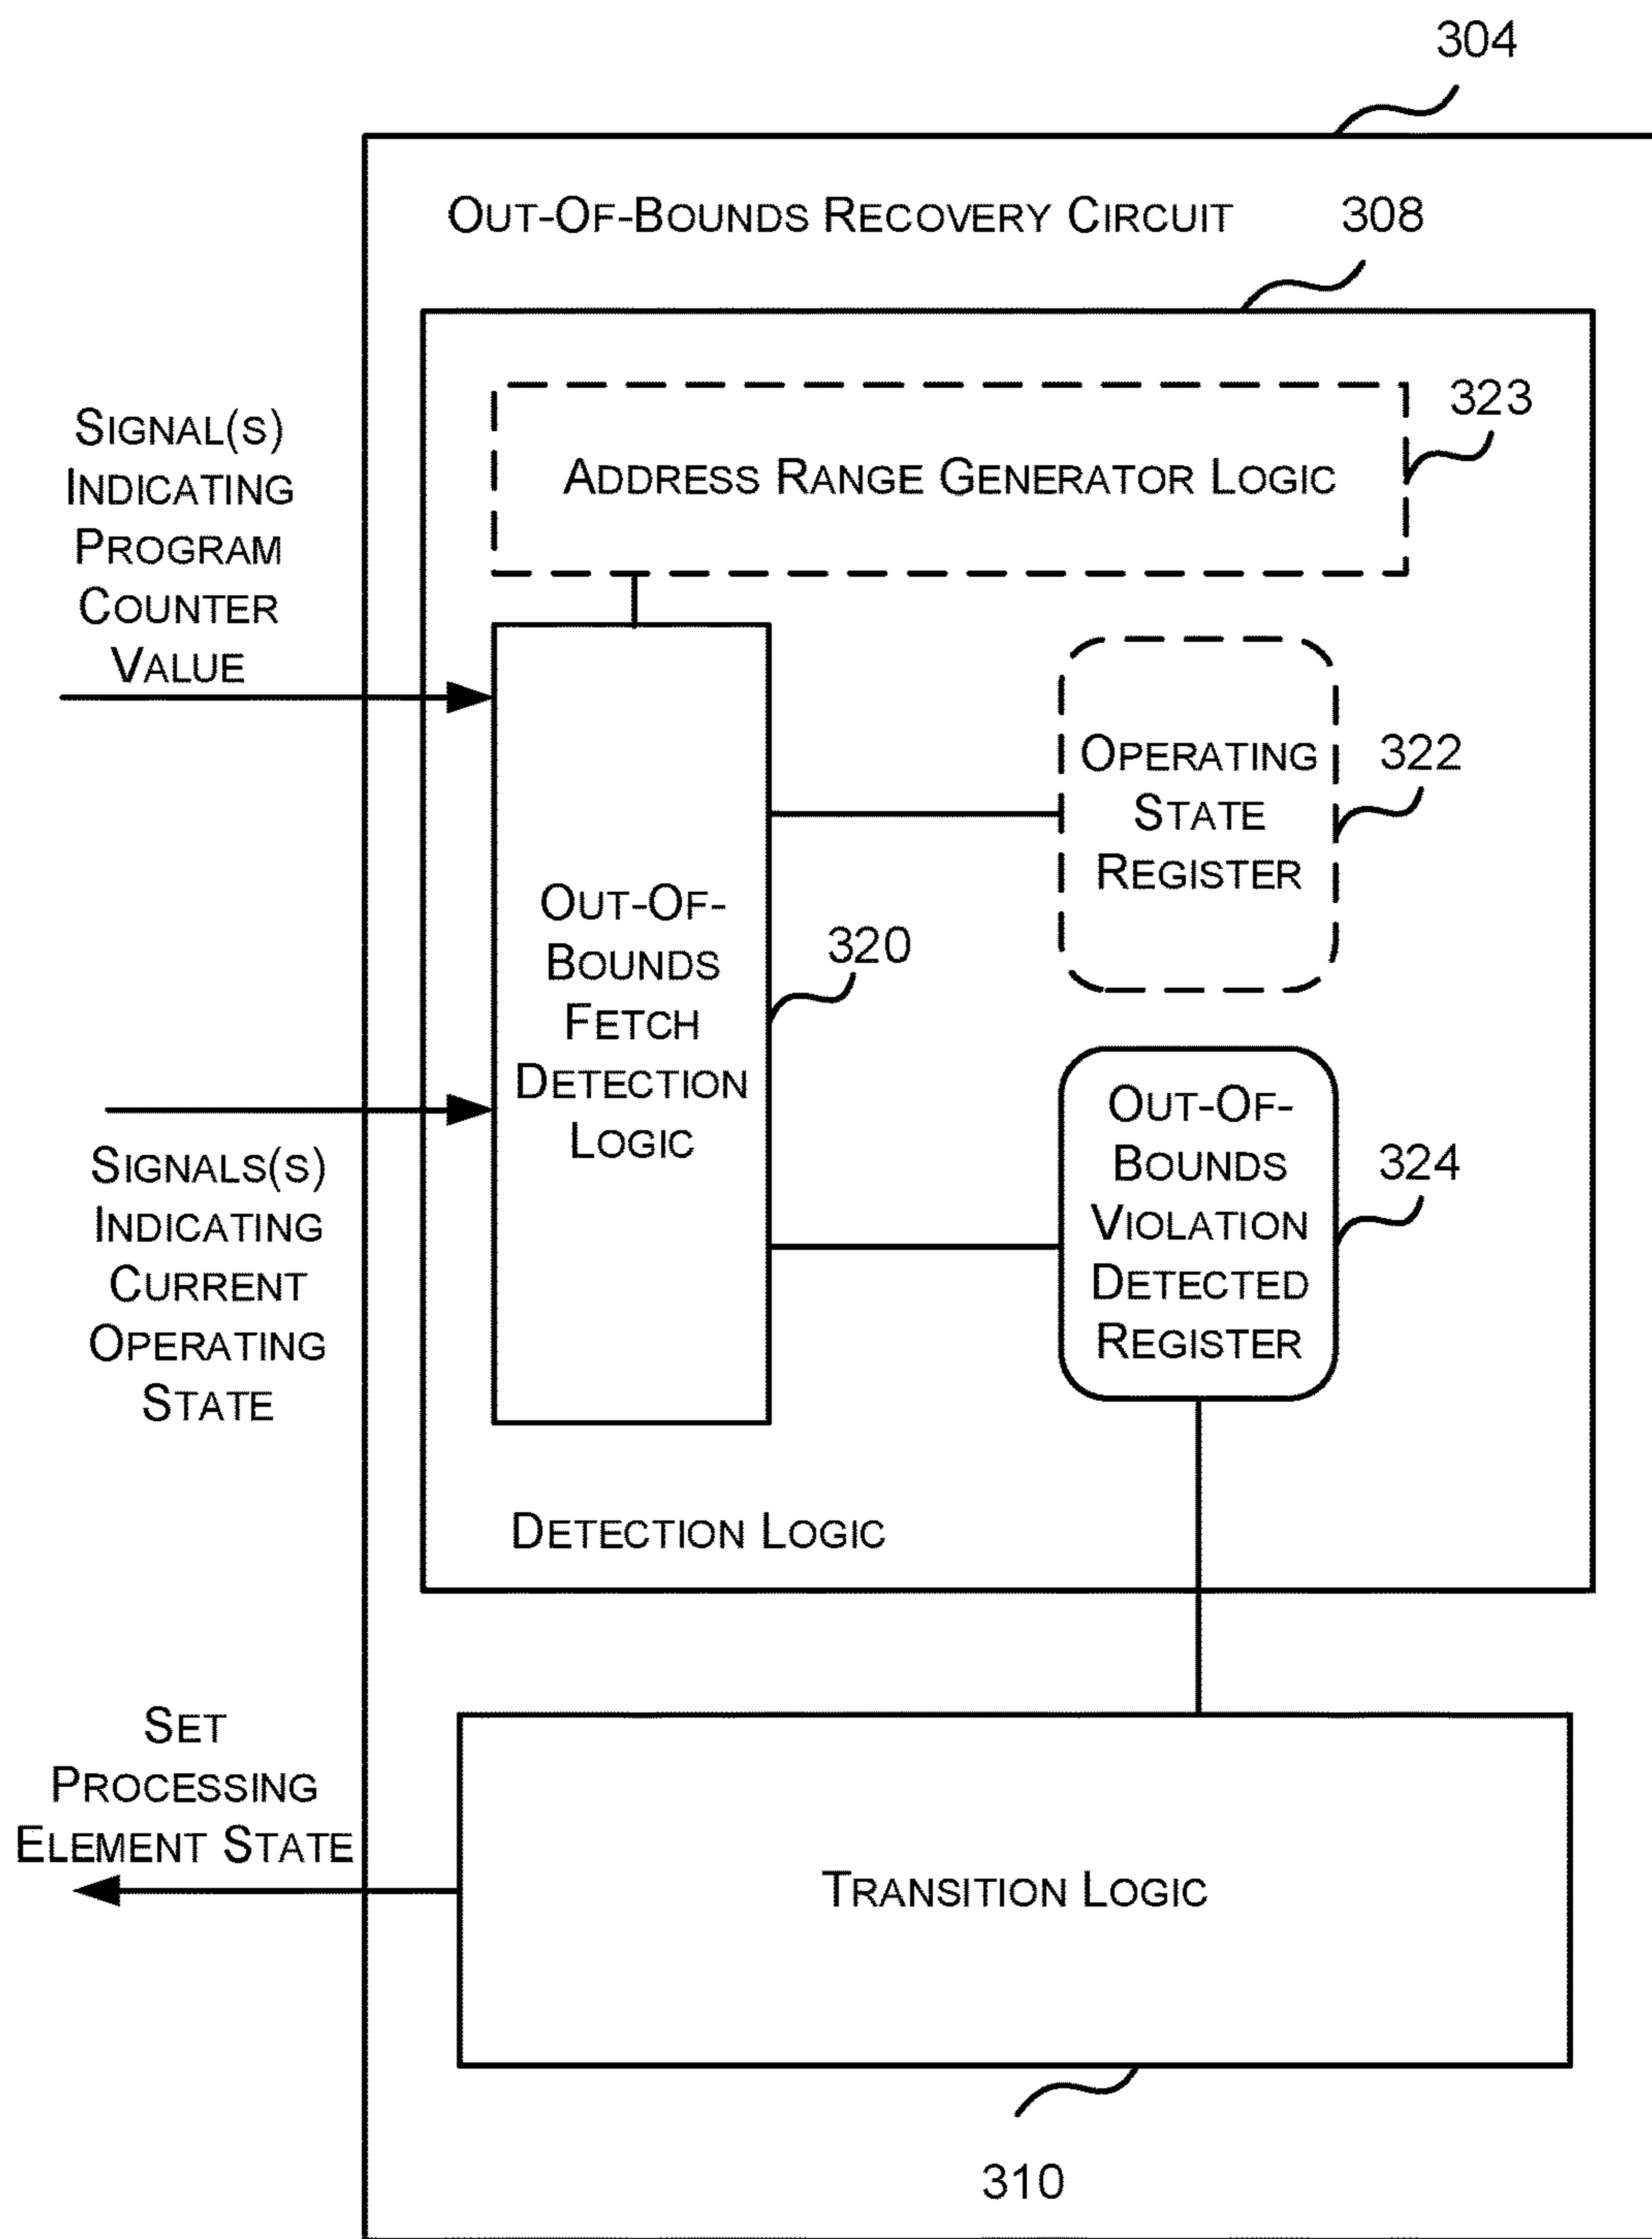 304
OUT-OF-BOUNDS RECOVERY CIRCUIT
308
323
ADDRESS RANGE GENERATOR LOGIC
SIGNAL(S)
INDICATING
PROGRAM
COUNTER
VALUE
OPERATING
STATE
REGISTER
322
OUT-OF-
BOUNDS
FETCH
DETECTION
LOGIC
320
OUT-OF-
BOUNDS
VIOLATION
DETECTED
REGISTER
324
SIGNALS(S)
INDICATING
CURRENT
OPERATING
STATE
DETECTION LOGIC
SET
PROCESSING
ELEMENT STATE
TRANSITION LOGIC
310